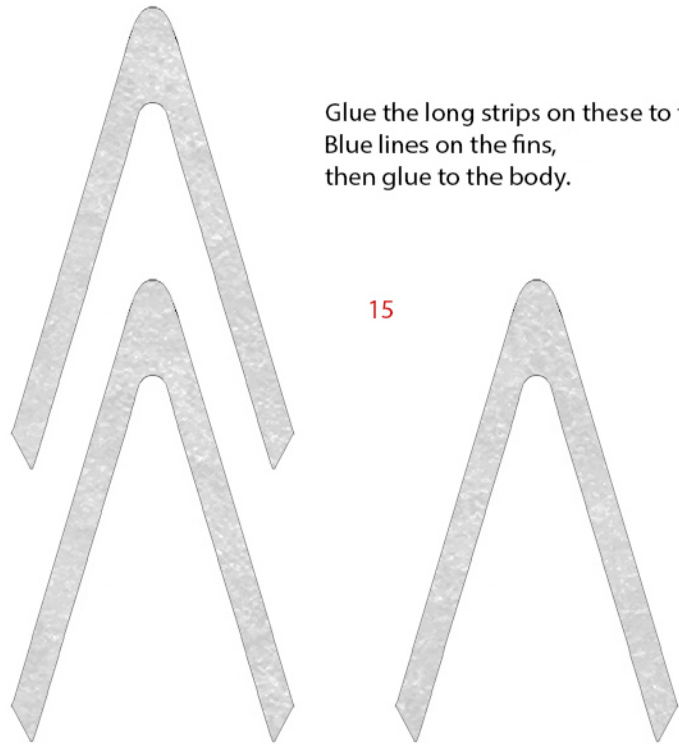 Glue the long strips on these to
Blue lines on the fins,
then glue to the body.
15